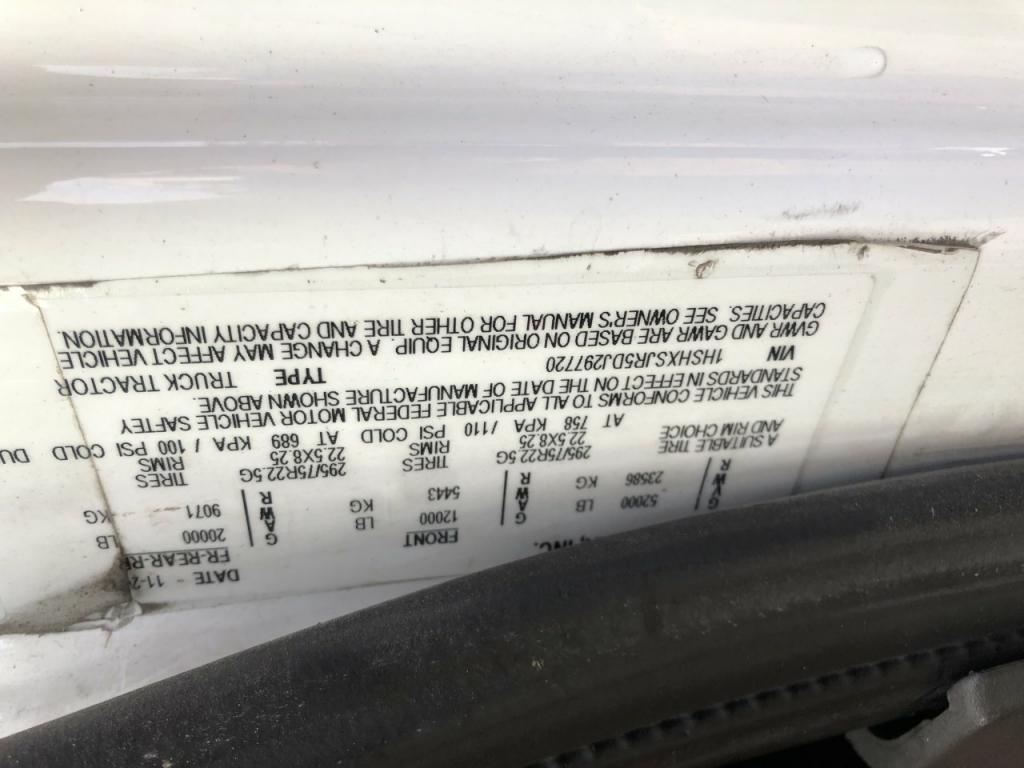 , INC.
DATE - 11-2
FRONT
FR-REAR-RR
G V W R 52000 LB 23586 KG
G A W R 12000 LB 5443 KG
G A W R 20000 LB 9071 KG
A SUITABLE TIRE AND RIM CHOICE
295/75R22.5G TIRES
22.5X8.25 RIMS
AT 758 KPA / 110 PSI COLD
295/75R22.5G TIRES
22.5X8.25 RIMS
AT 689 KPA / 100 PSI COLD DU
THIS VEHICLE CONFORMS TO ALL APPLICABLE FEDERAL MOTOR VEHICLE SAFTEY
STANDARDS IN EFFECT ON THE DATE OF MANUFACTURE SHOWN ABOVE.
VIN 1HSHXSJR5DJ297720 TYPE TRUCK TRACTOR
GVWR AND GAWR ARE BASED ON ORIGINAL EQUIP. A CHANGE MAY AFFECT VEHICLE
CAPACITIES. SEE OWNER'S MANUAL FOR OTHER TIRE AND CAPACITY INFORMATION.